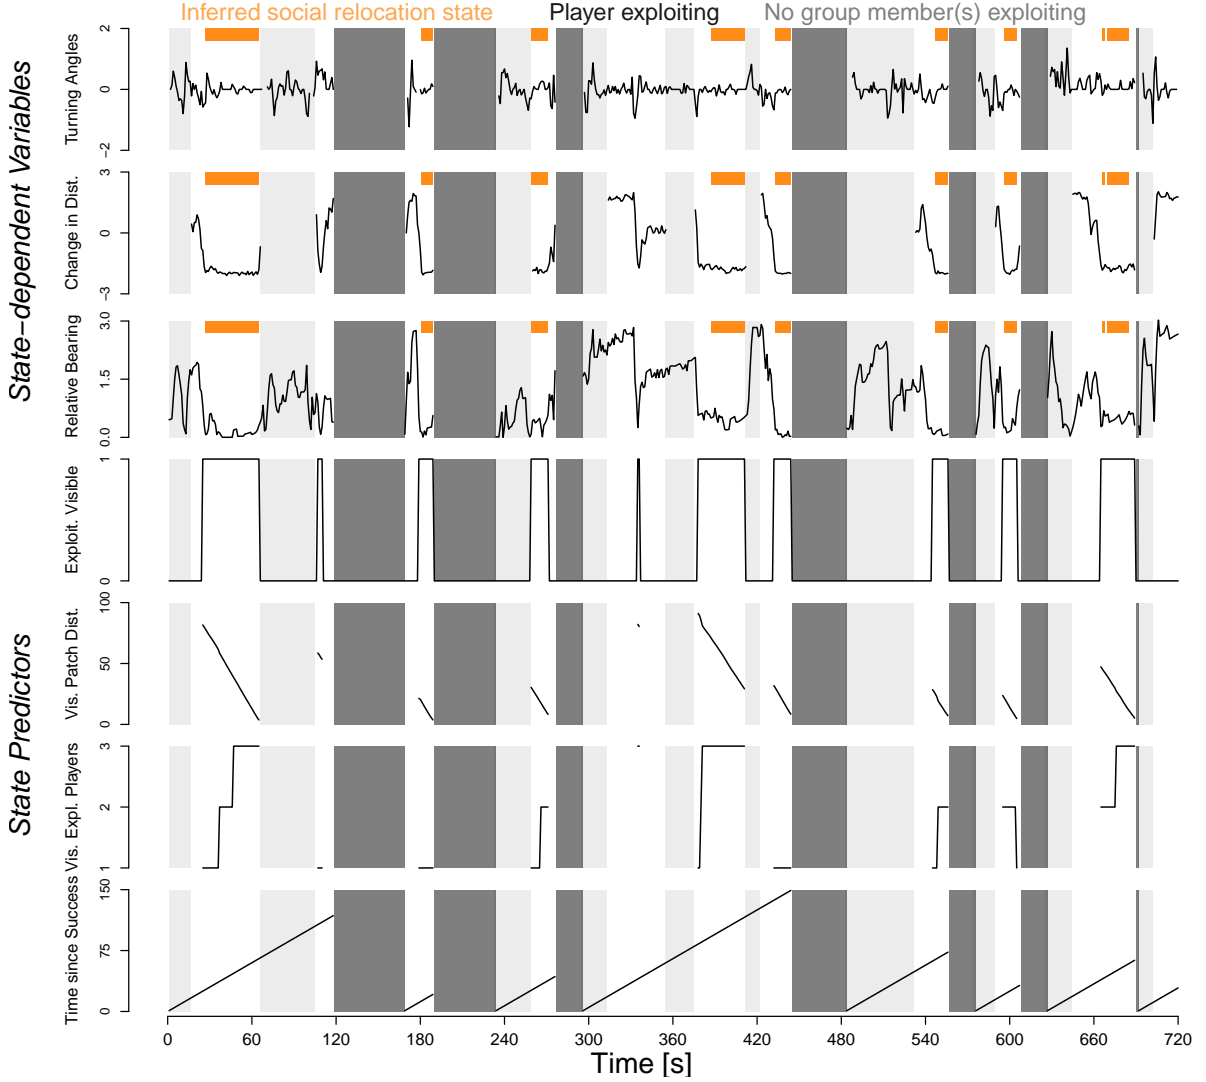 Inferred social relocation state
Player exploiting
No group member(s) exploiting
State−dependent Variables
Turning Angles
2
0
−2
Change in Dist.
3
0
−3
Relative Bearing
3.0
1.5
0.0
Exploit. Visible
1
0
State Predictors
Vis. Patch Dist.
100
50
0
Vis. Expl. Players
3
2
1
Time since Success
150
75
0
0 60 120 180 240 300 360 420 480 540 600 660 720
Time [s]